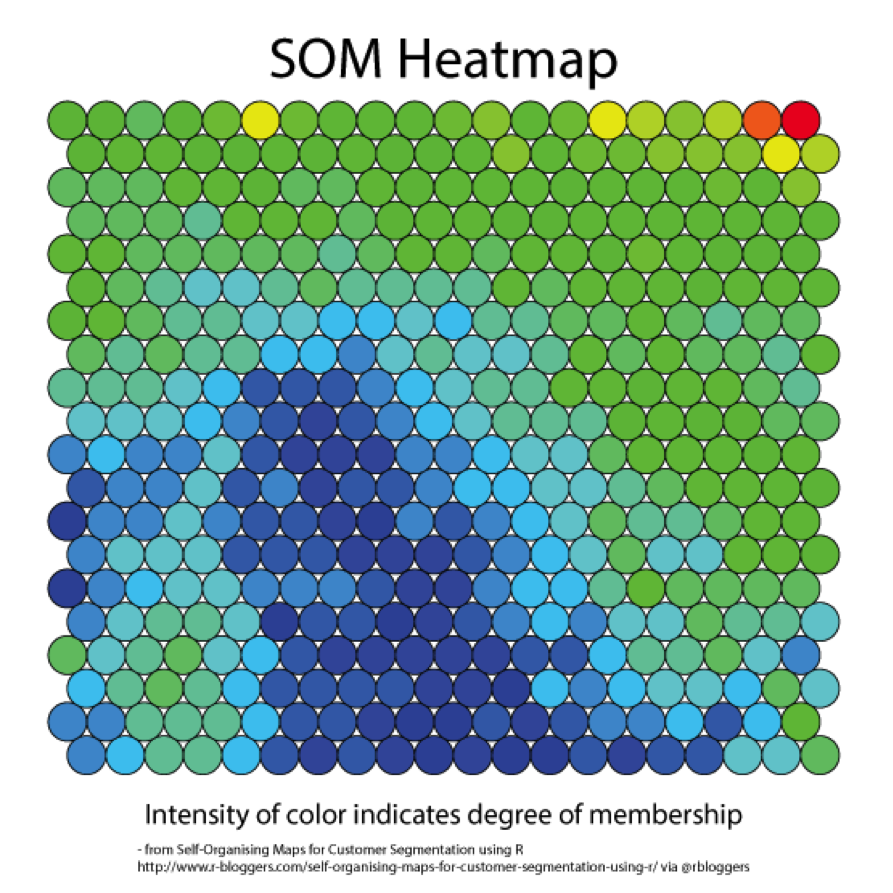 SOM Heatmap
Intensity of color indicates degree of membership
- from Self-Organising Maps for Customer Segmentation using R
http://www.r-bloggers.com/self-organising-maps-for-customer-segmentation-using-r/ via @rbloggers